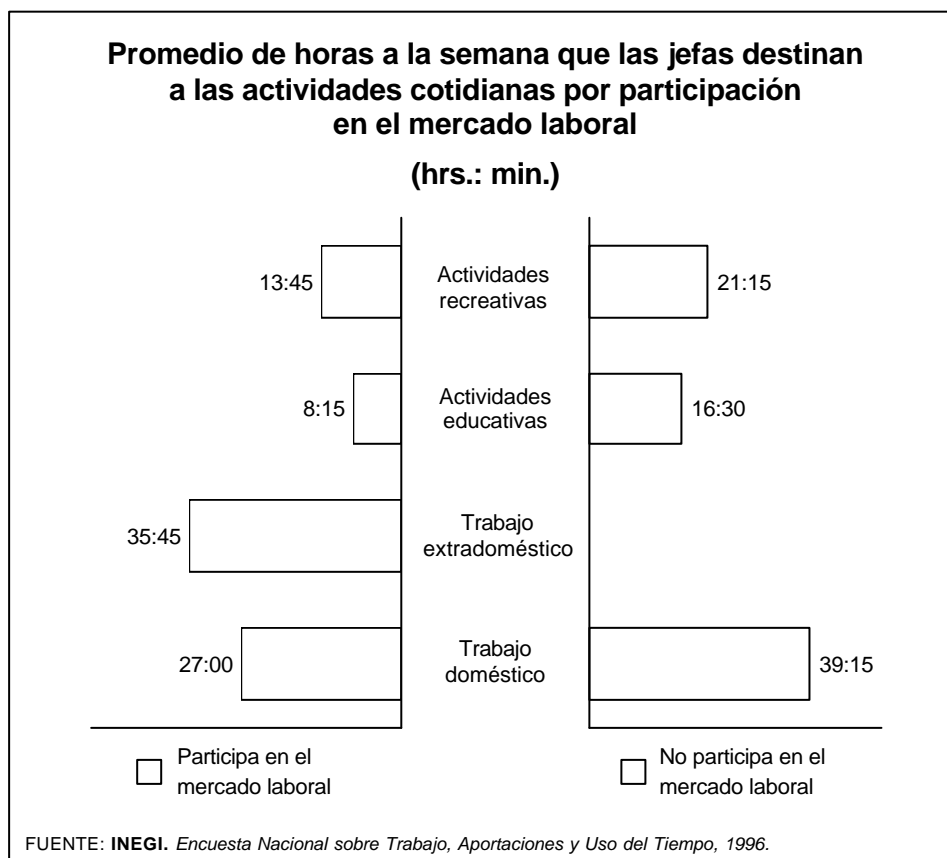 Promedio de horas a la semana que las jefas destinan
a las actividades cotidianas por participación
en el mercado laboral
(hrs.: min.)
13:45
Actividades
recreativas
21:15
8:15
Actividades
educativas
16:30
35:45
Trabajo
extradoméstico
27:00
Trabajo
doméstico
39:15
Participa en el
mercado laboral
No participa en el
mercado laboral
FUENTE: INEGI. Encuesta Nacional sobre Trabajo, Aportaciones y Uso del Tiempo, 1996.